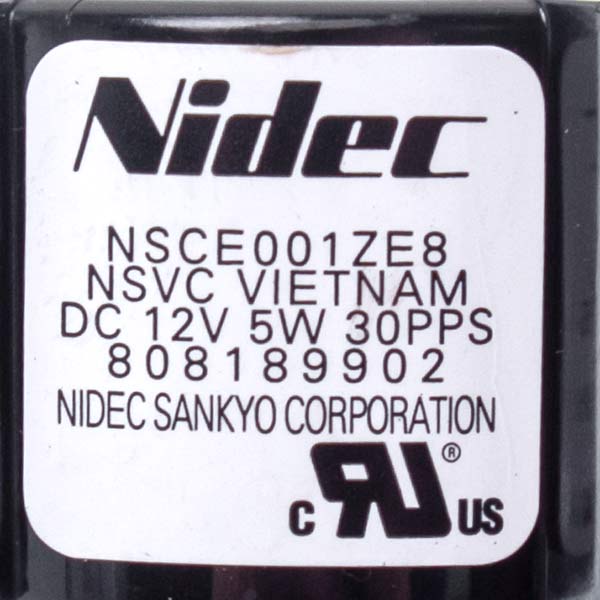 Nidec
NSCE001ZE8
NSVC VIETNAM
DC 12V 5W 30PPS
808189902
NIDEC SANKYO CORPORATION
c RU ® US